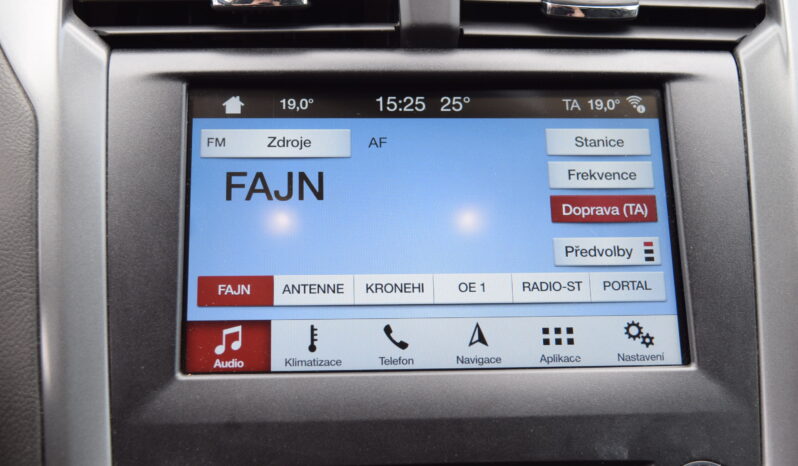 19,0° 15:25 25° TA 19,0°
FM Zdroje AF Stanice
Frekvence
FAJN
Doprava (TA)
Předvolby
FAJN ANTENNE KRONEHI OE 1 RADIO-ST PORTAL
Audio Klimatizace Telefon Navigace Aplikace Nastavení